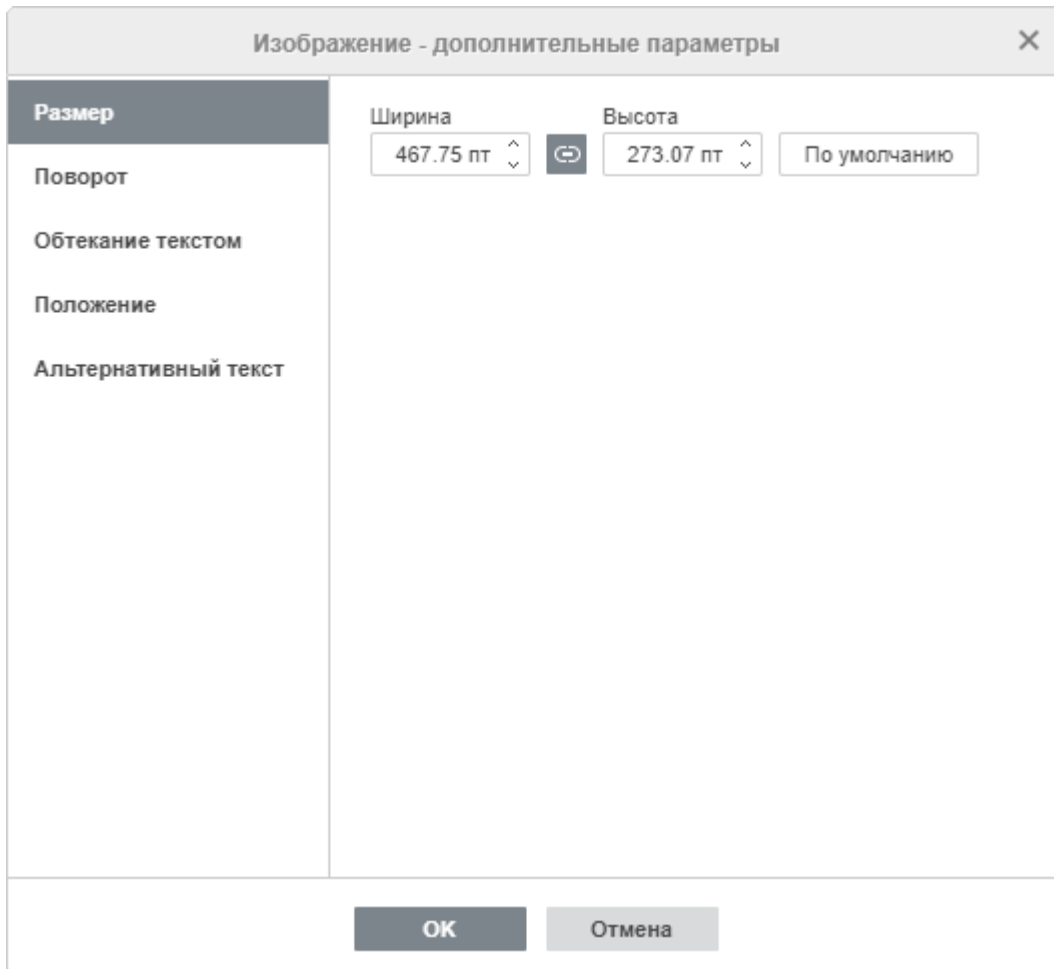 Изображение - дополнительные параметры
Размер
Поворот
Обтекание текстом
Положение
Альтернативный текст
Ширина Высота
467.75 пт 273.07 пт По умолчанию
OK Отмена